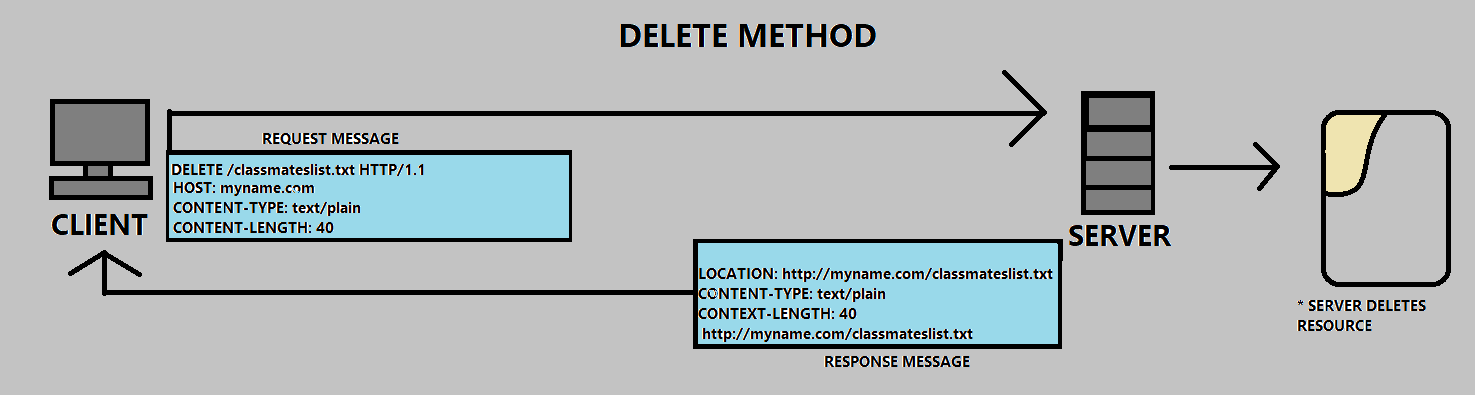 DELETE METHOD
REQUEST MESSAGE
DELETE /classmateslist.txt HTTP/1.1
HOST: myname.com
CONTENT-TYPE: text/plain
CONTENT-LENGTH: 40
CLIENT
SERVER
LOCATION: http://myname.com/classmateslist.txt
CONTENT-TYPE: text/plain
CONTEXT-LENGTH: 40
http://myname.com/classmateslist.txt
RESPONSE MESSAGE
* SERVER DELETES
RESOURCE